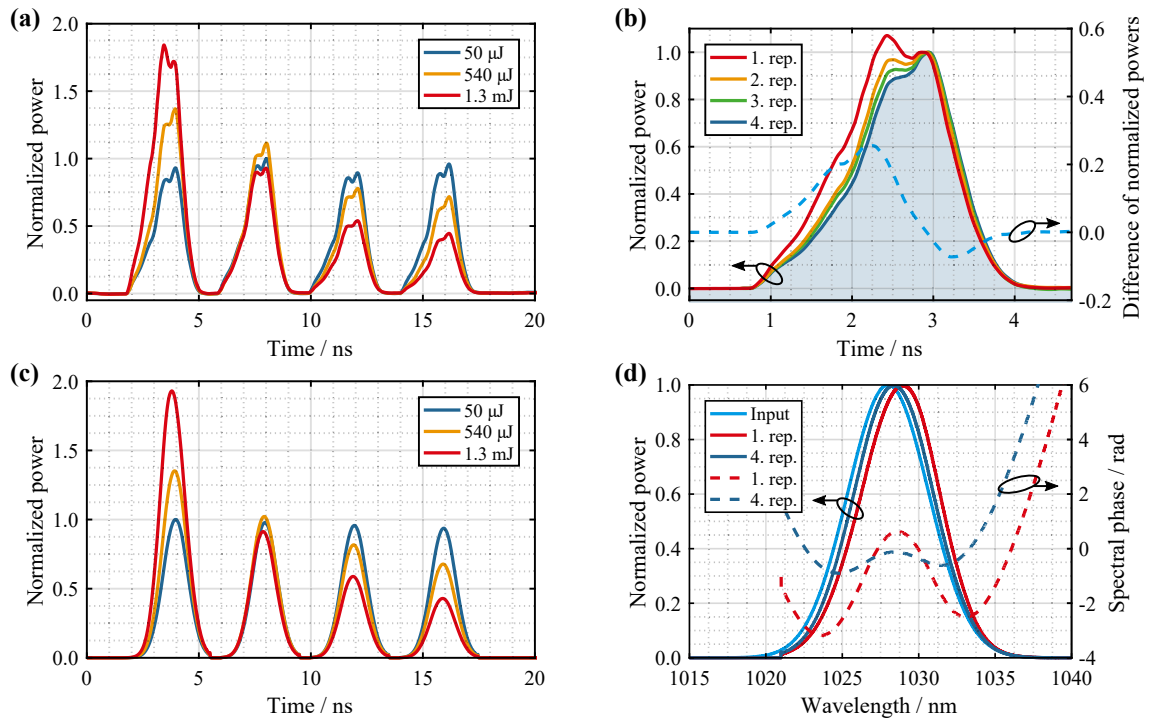 (a)
2.0
1.5
1.0
0.5
0.0
Normalized power
50 µJ
540 µJ
1.3 mJ
0 5 10 15 20
Time / ns
(b)
1.0
0.8
0.6
0.4
0.2
0.0
Normalized power
1. rep.
2. rep.
3. rep.
4. rep.
0.6
0.4
0.2
0.0
-0.2
Difference of normalized powers
0 1 2 3 4
Time / ns
(c)
2.0
1.5
1.0
0.5
0.0
Normalized power
50 µJ
540 µJ
1.3 mJ
0 5 10 15 20
Time / ns
(d)
1.0
0.8
0.6
0.4
0.2
0.0
Normalized power
Input
1. rep.
4. rep.
1. rep.
4. rep.
6
4
2
0
-2
-4
Spectral phase / rad
1015 1020 1025 1030 1035 1040
Wavelength / nm